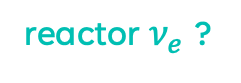 reactor νₑ ?